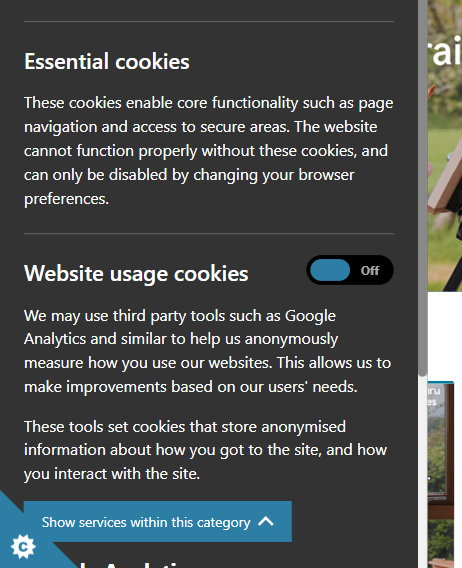 Essential cookies
These cookies enable core functionality such as page
navigation and access to secure areas. The website
cannot function properly without these cookies, and
can only be disabled by changing your browser
preferences.
Website usage cookies
Off
We may use third party tools such as Google
Analytics and similar to help us anonymously
measure how you use our websites. This allows us to
make improvements based on our users' needs.
These tools set cookies that store anonymised
information about how you got to the site, and how
you interact with the site.
Show services within this category